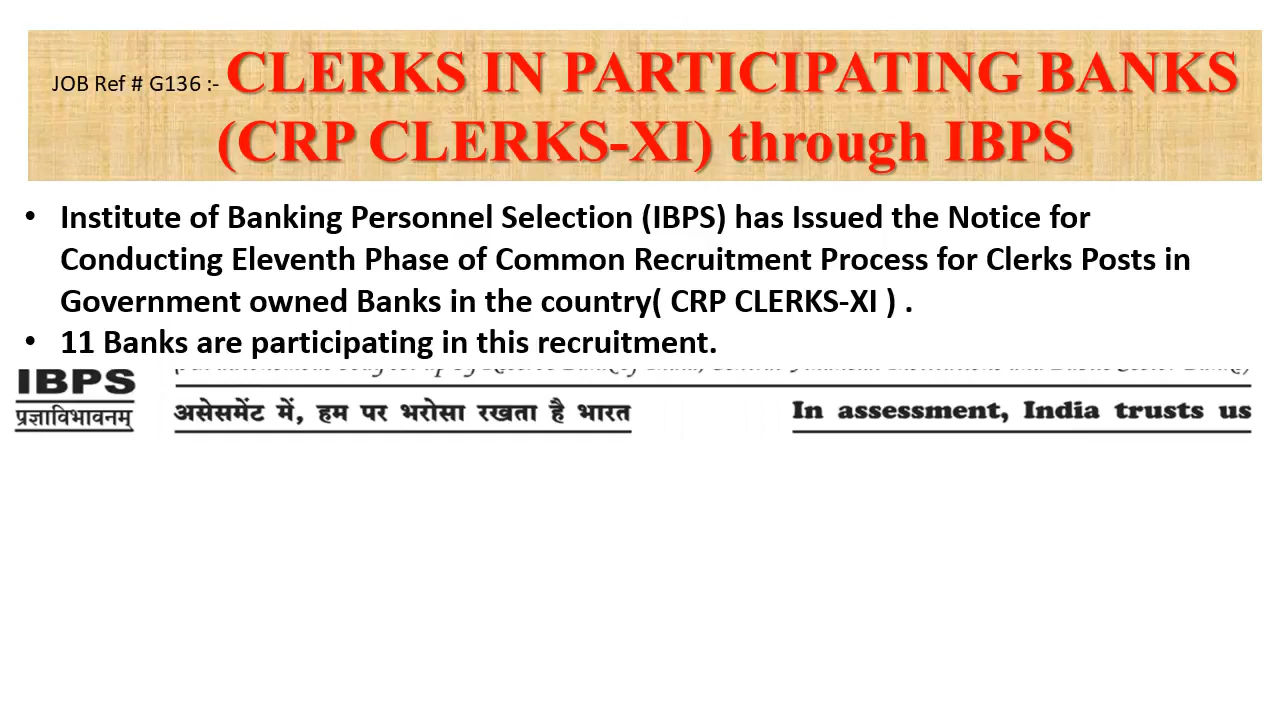 JOB Ref # G136 :- CLERKS IN PARTICIPATING BANKS
(CRP CLERKS-XI) through IBPS
• Institute of Banking Personnel Selection (IBPS) has Issued the Notice for
Conducting Eleventh Phase of Common Recruitment Process for Clerks Posts in
Government owned Banks in the country( CRP CLERKS-XI ) .
• 11 Banks are participating in this recruitment.
IBPS
प्रज्ञाविभावनम्
असेसमेंट में, हम पर भरोसा रखता है भारत
In assessment, India trusts us